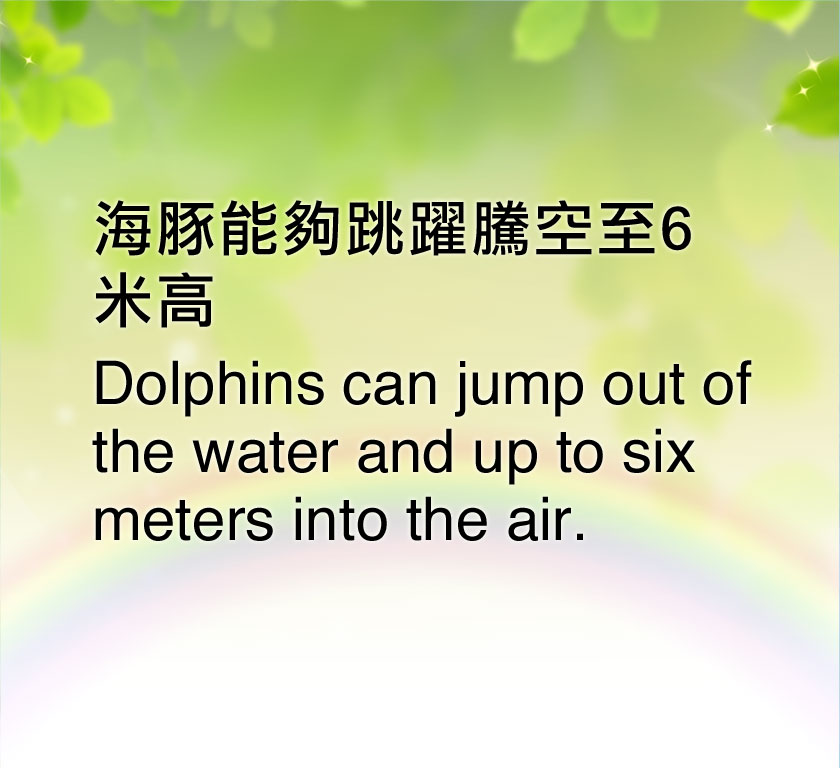 海豚能夠跳躍騰空至6
米高
Dolphins can jump out of
the water and up to six
meters into the air.